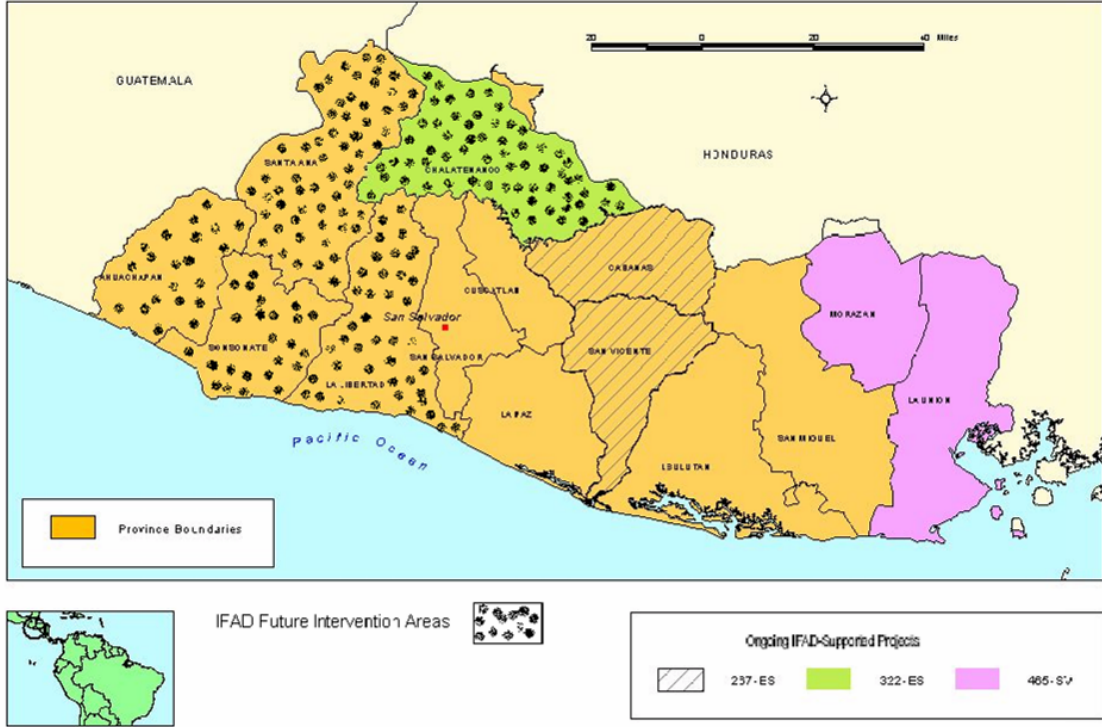 20 0 20 40 Miles
GUATEMALA
HONDURAS
SANTA ANA
CHALATENANGO
AHUACHAPAN
CABANAS
CUSCATLAN
San Salvador
MORAZAN
SONSONATE
SAN SALVADOR
SAN VICENTE
LA LIBERTAD
LA UNION
LA PAZ
SAN MIGUEL
USULUTAN
Pacific Ocean
Province Boundaries
IFAD Future Intervention Areas
Ongoing IFAD-Supported Projects
267-ES 322-ES 465-SV